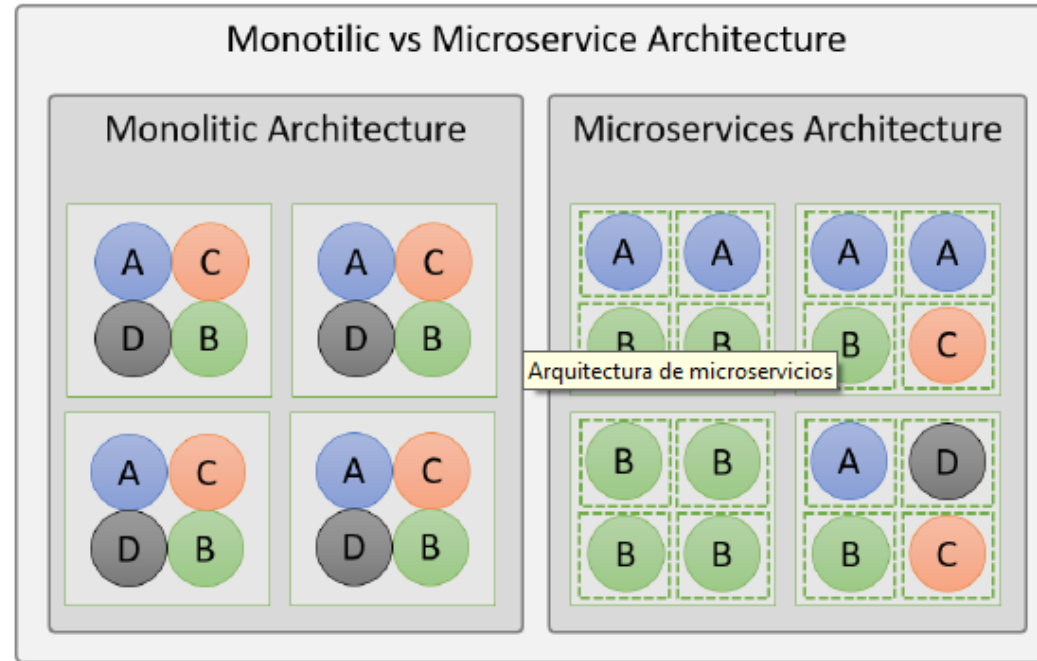 Monotilic vs Microservice Architecture
Monolitic Architecture
A C A C
D B D B
A C A C
D B D B
Microservices Architecture
A A A A
B B B C
Arquitectura de microservicios
B B A D
B B B C